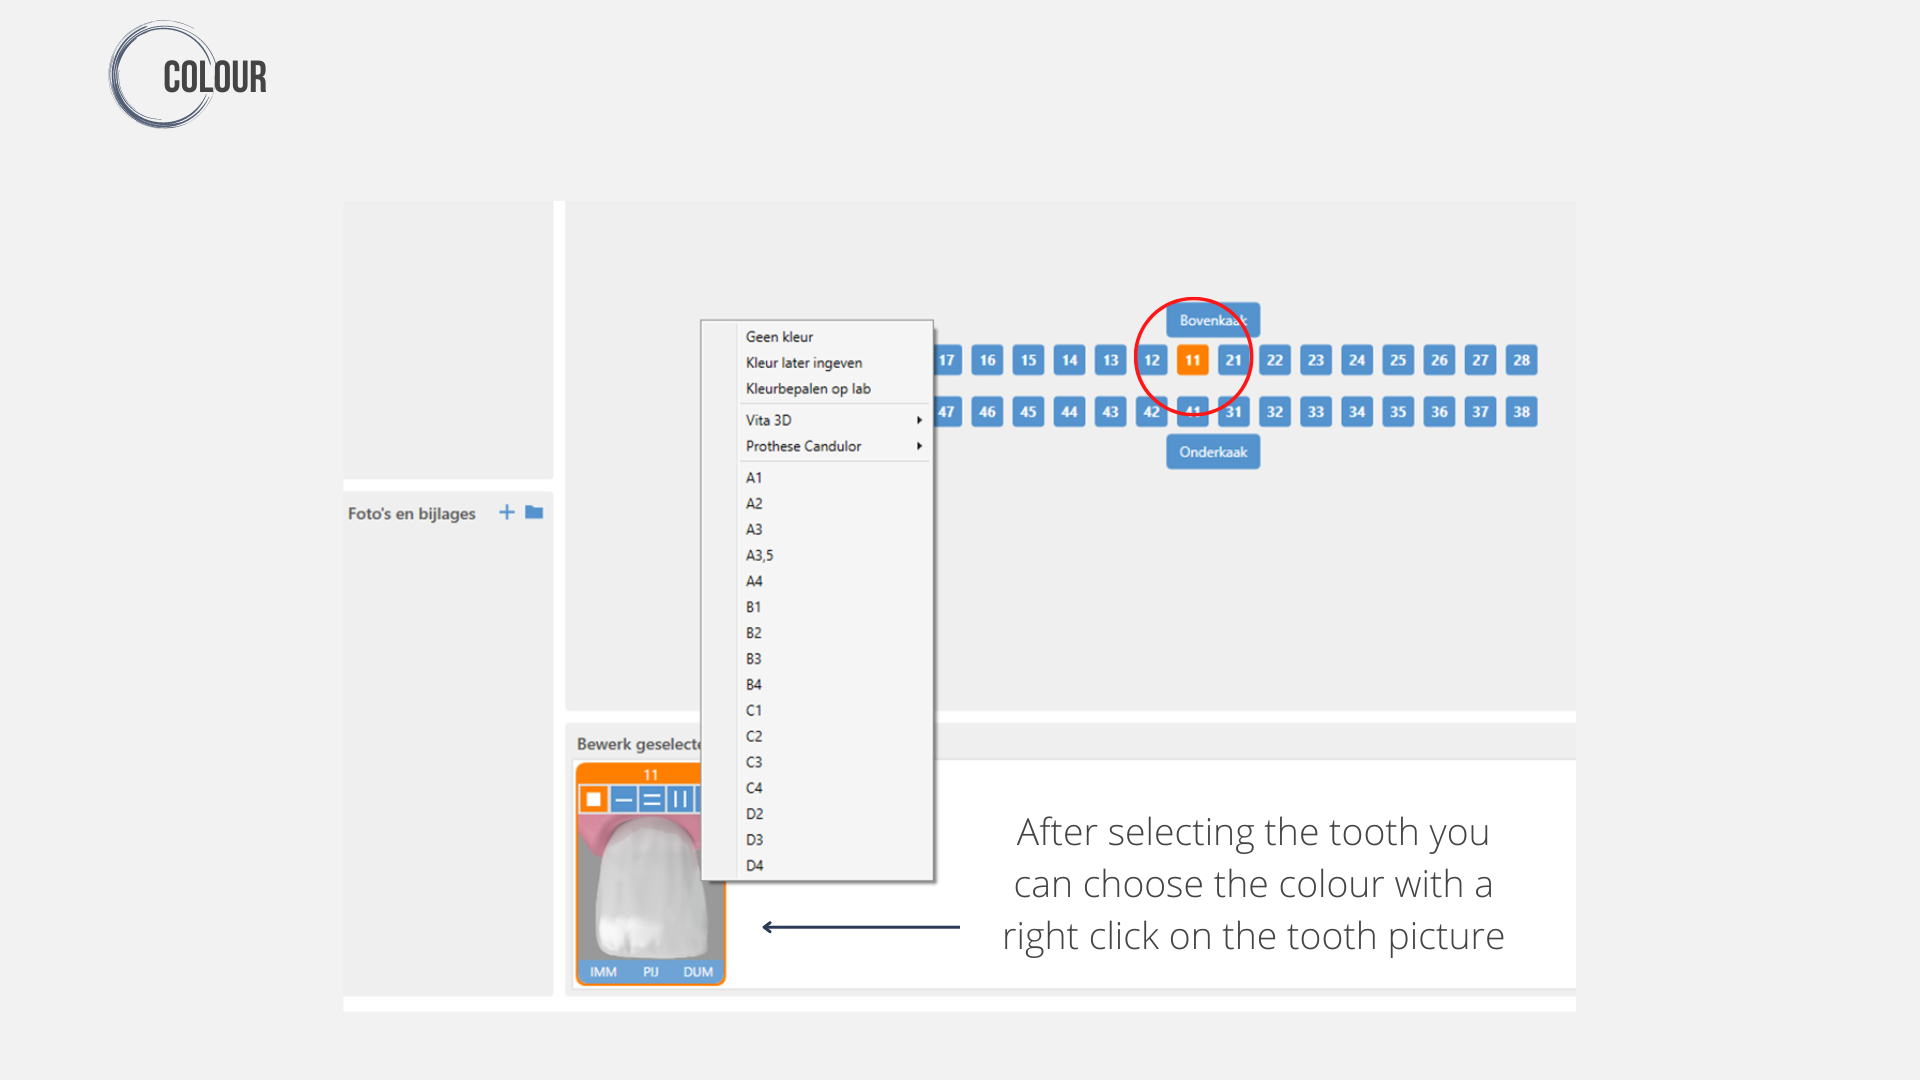 COLOUR
Bovenkaak
17 16 15 14 13 12 11 21 22 23 24 25 26 27 28
47 46 45 44 43 42 41 31 32 33 34 35 36 37 38
Onderkaak
Geen kleur
Kleur later ingeven
Kleurbepalen op lab
Vita 3D
Prothese Candulor
A1
A2
A3
A3,5
A4
B1
B2
B3
B4
C1
C2
C3
C4
D2
D3
D4
Foto's en bijlages
Bewerk geselecte
11
IMM PIJ DUM
After selecting the tooth you
can choose the colour with a
right click on the tooth picture